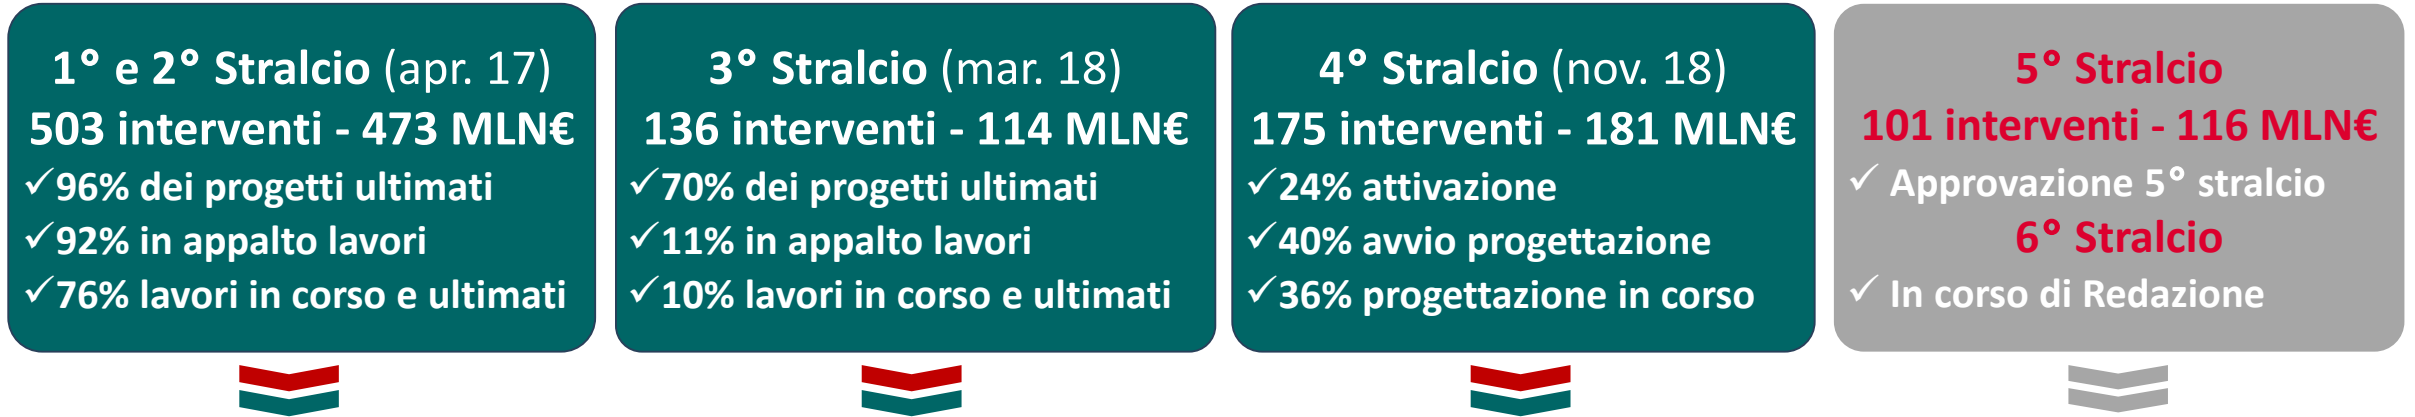 1° e 2° Stralcio (apr. 17)
503 interventi - 473 MLN€
✓96% dei progetti ultimati
✓92% in appalto lavori
✓76% lavori in corso e ultimati
3° Stralcio (mar. 18)
136 interventi - 114 MLN€
✓70% dei progetti ultimati
✓11% in appalto lavori
✓10% lavori in corso e ultimati
4° Stralcio (nov. 18)
175 interventi - 181 MLN€
✓24% attivazione
✓40% avvio progettazione
✓36% progettazione in corso
5° Stralcio
101 interventi - 116 MLN€
✓ Approvazione 5° stralcio
6° Stralcio
✓ In corso di Redazione